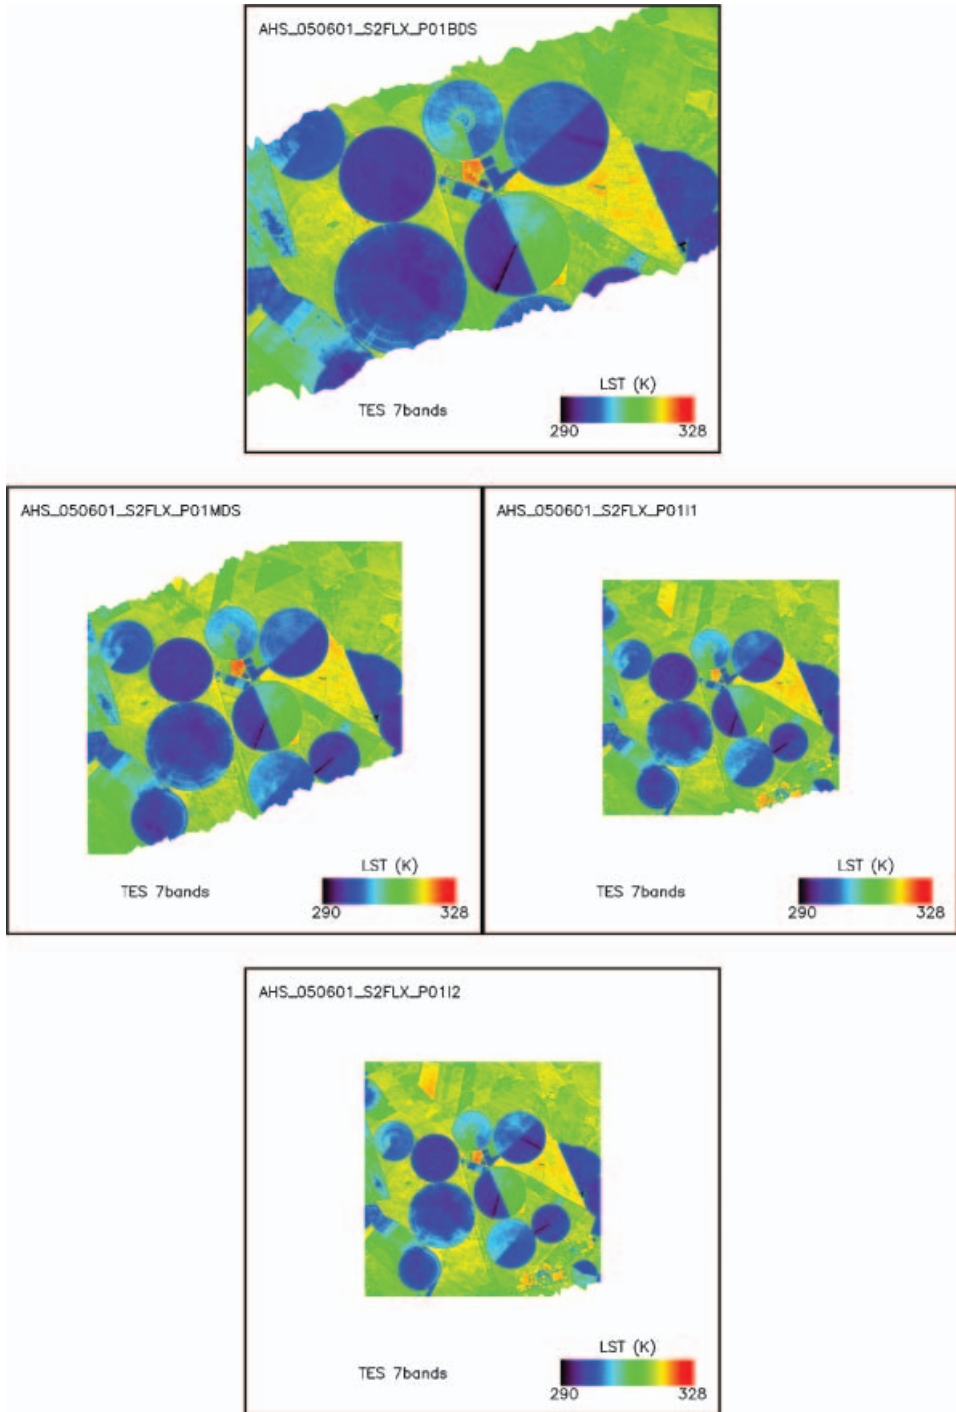 AHS_050601_S2FLX_P01BDS
LST (K)
TES 7bands
290 328
AHS_050601_S2FLX_P01MDS
LST (K)
TES 7bands
290 328
AHS_050601_S2FLX_P01I1
LST (K)
TES 7bands
290 328
AHS_050601_S2FLX_P01I2
LST (K)
TES 7bands
290 328